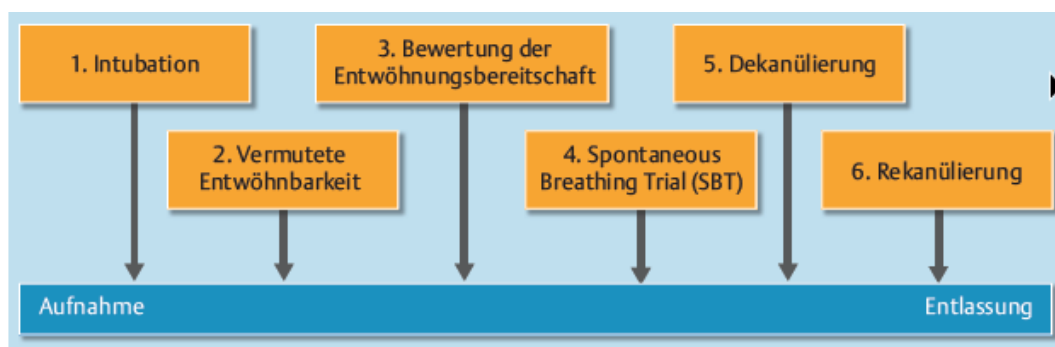 1. Intubation
2. Vermutete
Entwöhnbarkeit
3. Bewertung der
Entwöhnungsbereitschaft
4. Spontaneous
Breathing Trial (SBT)
5. Dekanülierung
6. Rekanülierung
Aufnahme
Entlassung